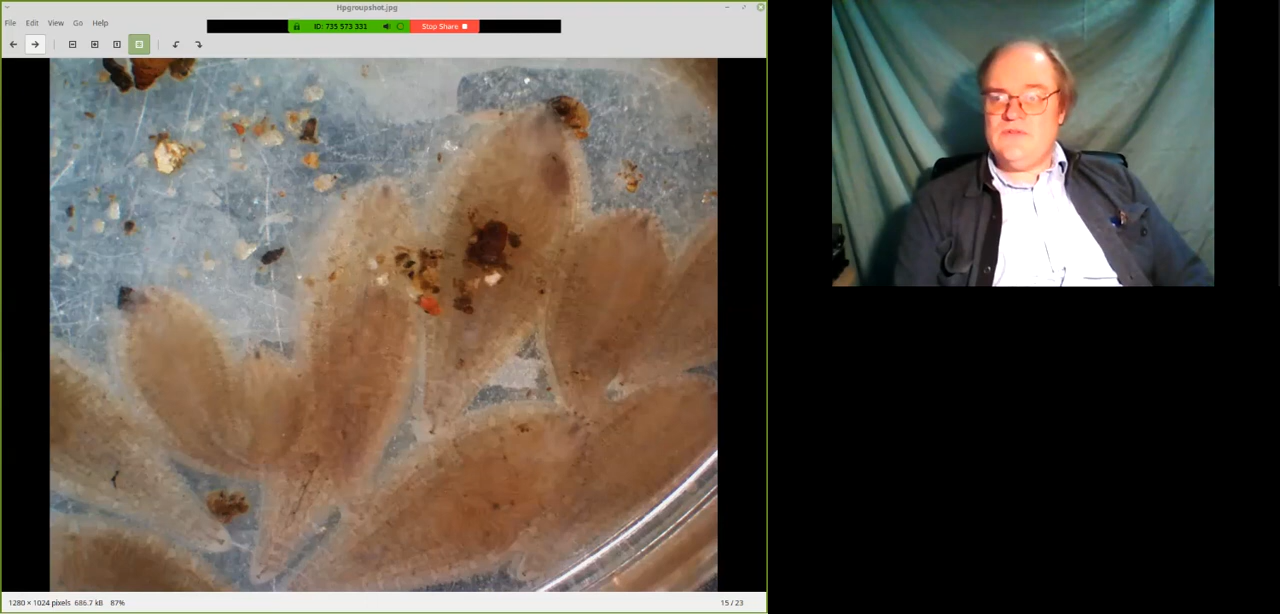 Hpgroupshot.jpg
File Edit View Go Help
ID: 735 573 331 Stop Share
1280 × 1024 pixels 686.7 kB 87% 15 / 23